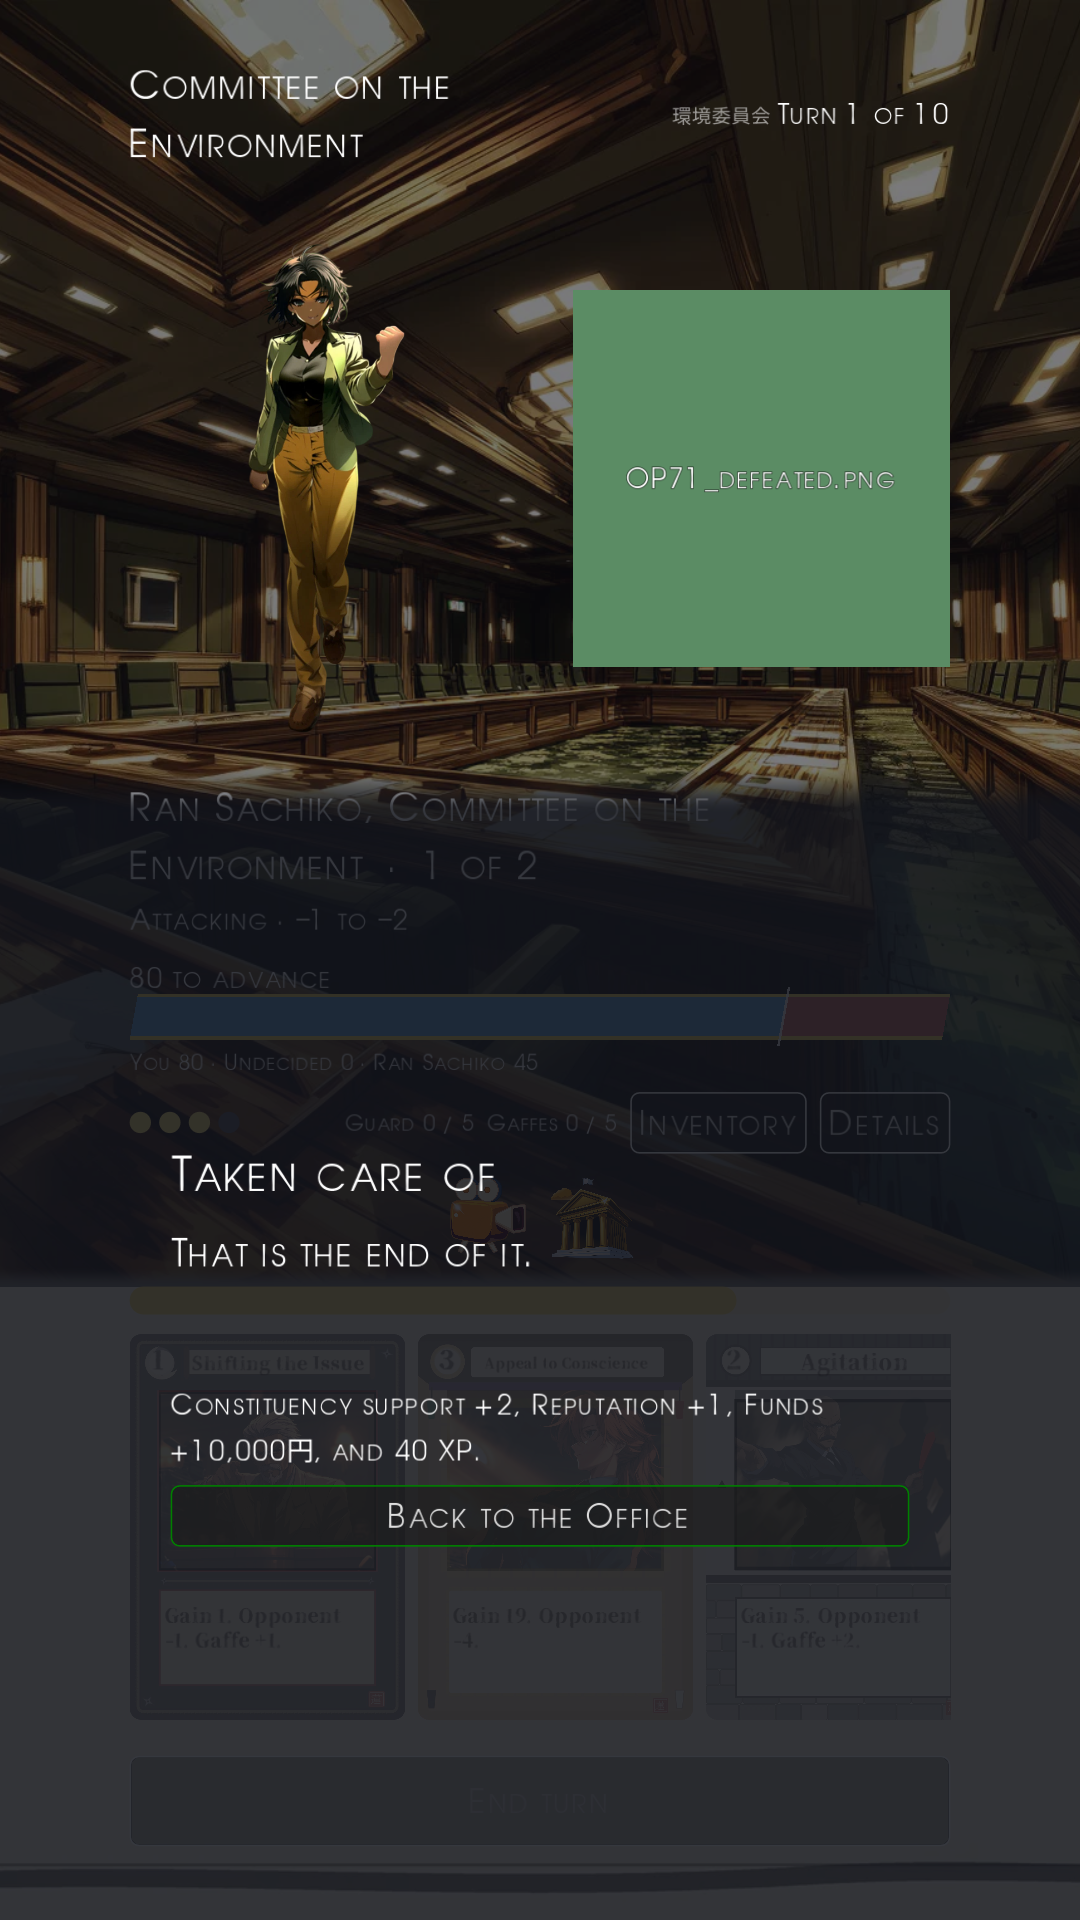 Committee on the
Environment
環境委員会 Turn 1 of 10
OP71_defeated.png
Ran Sachiko, Committee on the
Environment · 1 of 2
Attacking · −1 to −2
80 to advance
You 80 · Undecided 0 · Ran Sachiko 45
Guard 0 / 5 Gaffes 0 / 5
Inventory
Details
Taken care of
That is the end of it.
1 Shifting the Issue
3 Appeal to Conscience
2 Agitation
Constituency support +2, Reputation +1, Funds
+10,000円, and 40 XP.
Back to the Office
Gain 1. Opponent
-1. Gaffe +1.
Gain 19. Opponent
-4.
Gain 5. Opponent
-1. Gaffe +2.
End turn